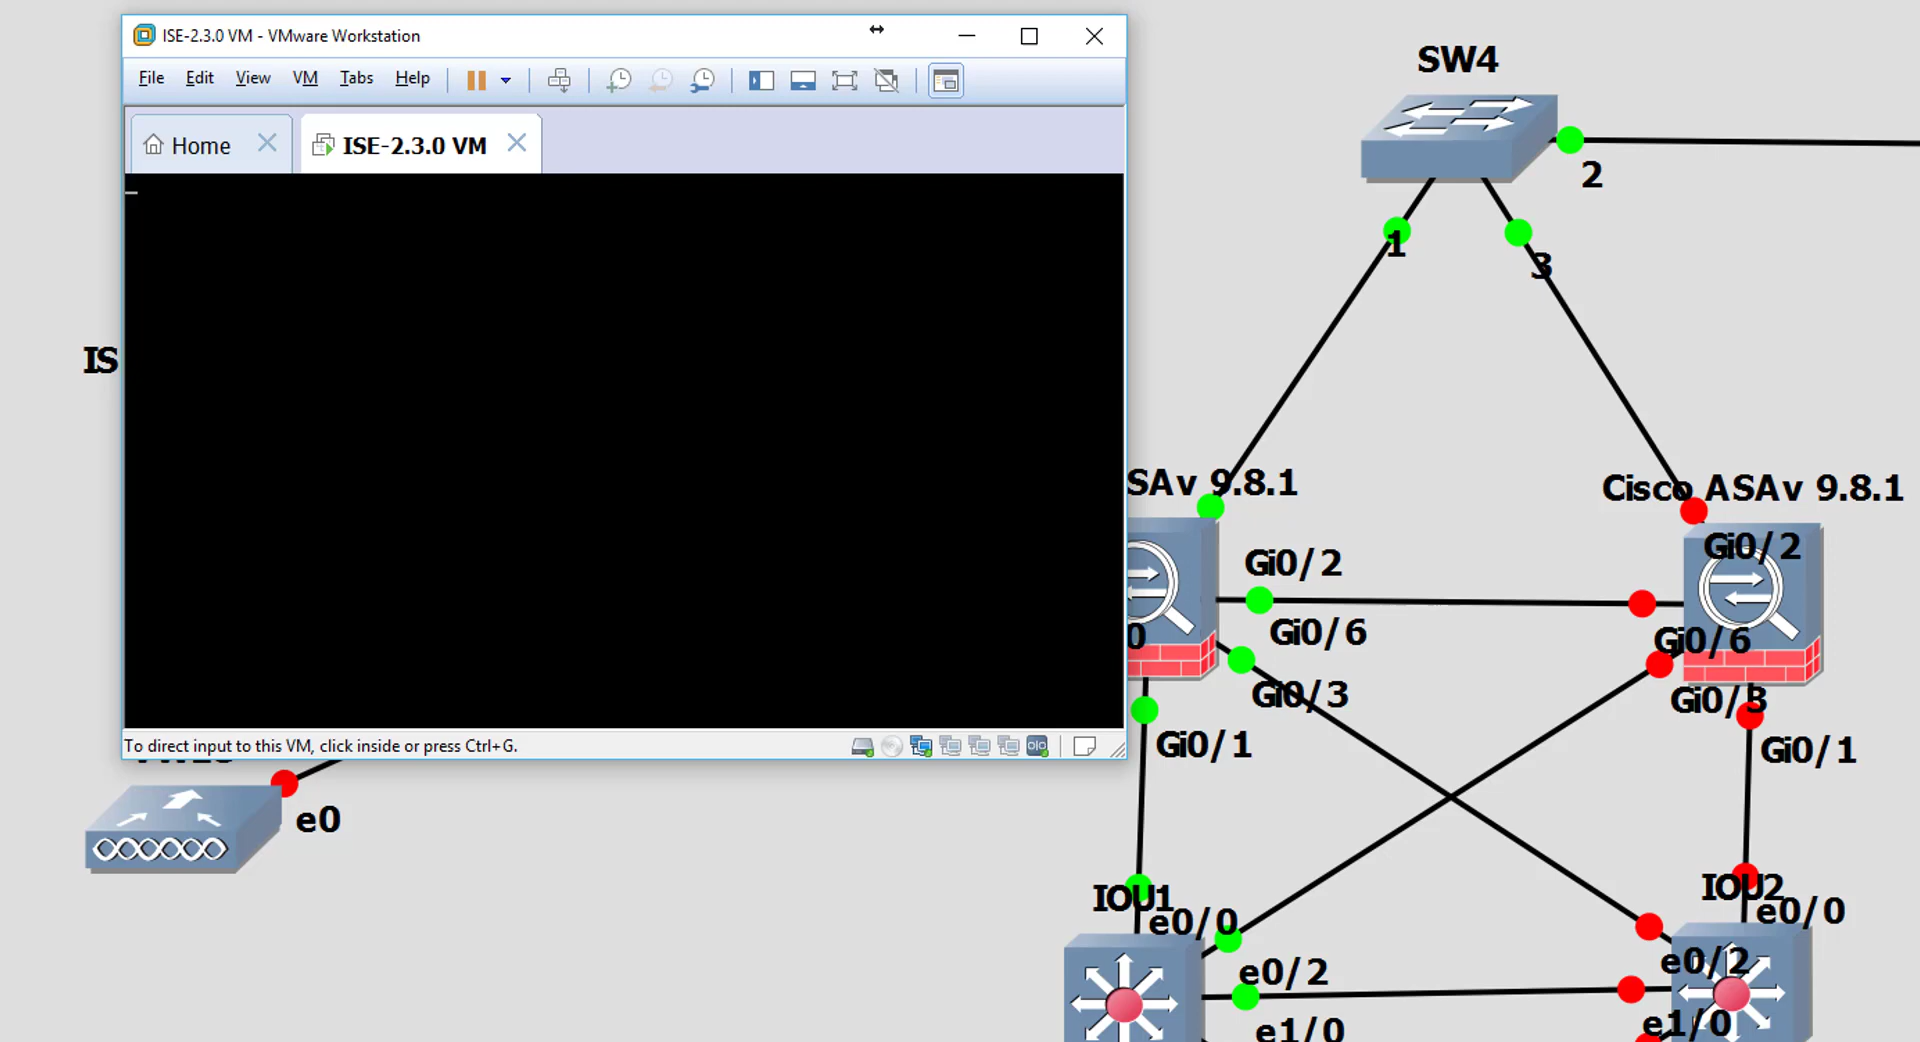 ISE-2.3.0 VM - VMware Workstation
File Edit View VM Tabs Help
Home
ISE-2.3.0 VM
To direct input to this VM, click inside or press Ctrl+G.
SW4
2
1
3
IS
SAv 9.8.1
Cisco ASAv 9.8.1
Gi0/2
Gi0/2
0
Gi0/6
Gi0/6
Gi0/3
Gi0/3
Gi0/1
Gi0/1
e0
IOU1
IOU2
e0/0
e0/0
e0/2
e0/2
e1/0
e1/0